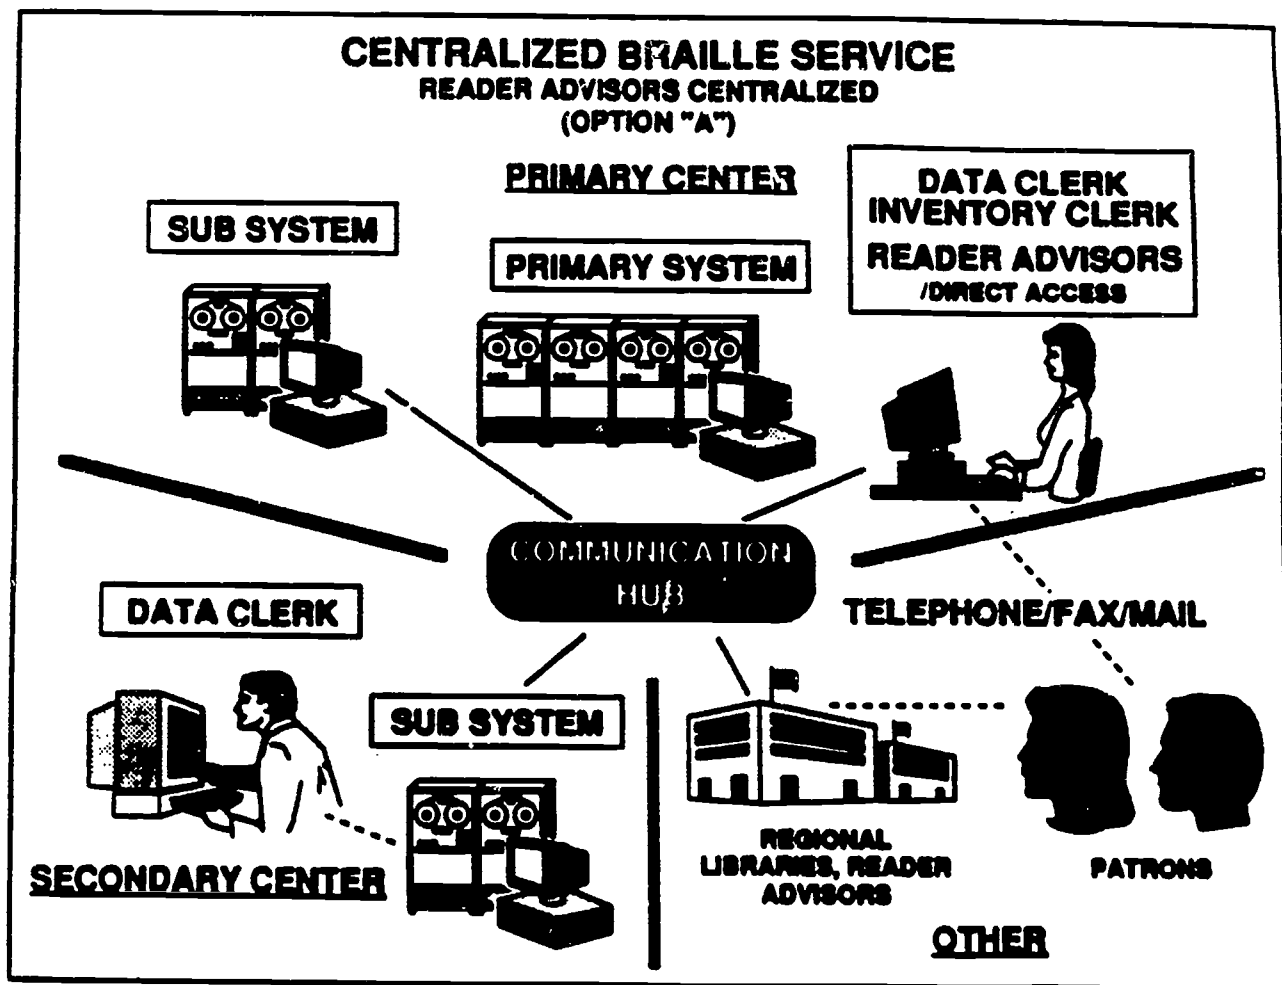 CENTRALIZED BRAILLE SERVICE
READER ADVISORS CENTRALIZED
(OPTION "A")
PRIMARY CENTER
SUB SYSTEM
PRIMARY SYSTEM
DATA CLERK
INVENTORY CLERK
READER ADVISORS
/DIRECT ACCESS
COMMUNICATION
HUB
DATA CLERK
TELEPHONE/FAX/MAIL
SUB SYSTEM
SECONDARY CENTER
REGIONAL
LIBRARIES, READER
ADVISORS
PATRONS
OTHER